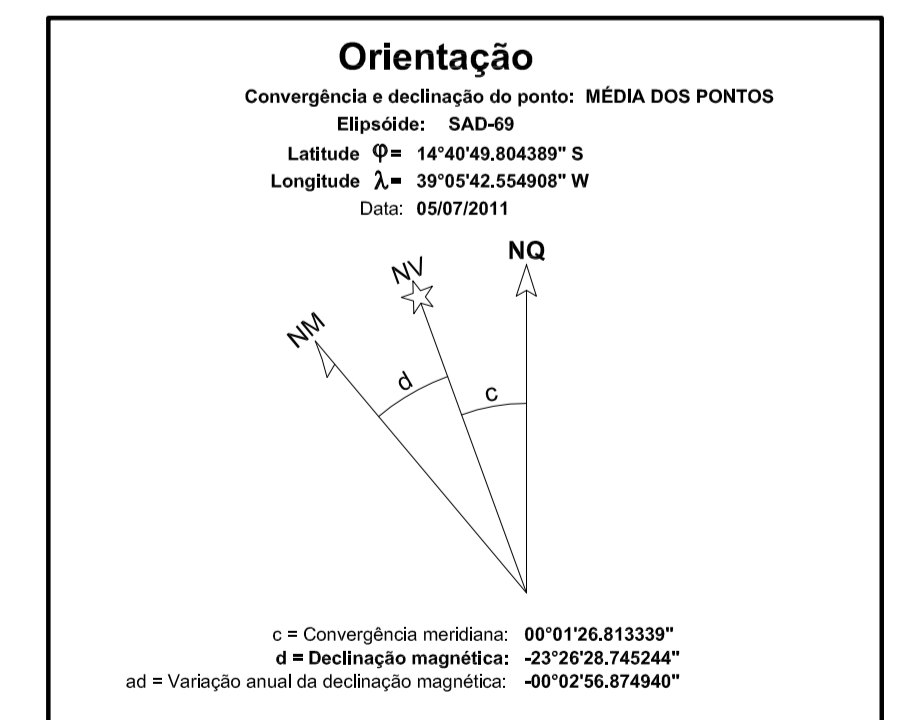 Orientação
Convergência e declinação do ponto: MÉDIA DOS PONTOS
Elipsóide: SAD-69
Latitude φ= 14°40'49.804389" S
Longitude λ= 39°05'42.554908" W
Data: 05/07/2011
NQ
NV
NM
d
c
c = Convergência meridiana: 00°01'26.813339"
d = Declinação magnética: -23°26'28.745244"
ad = Variação anual da declinação magnética: -00°02'56.874940"